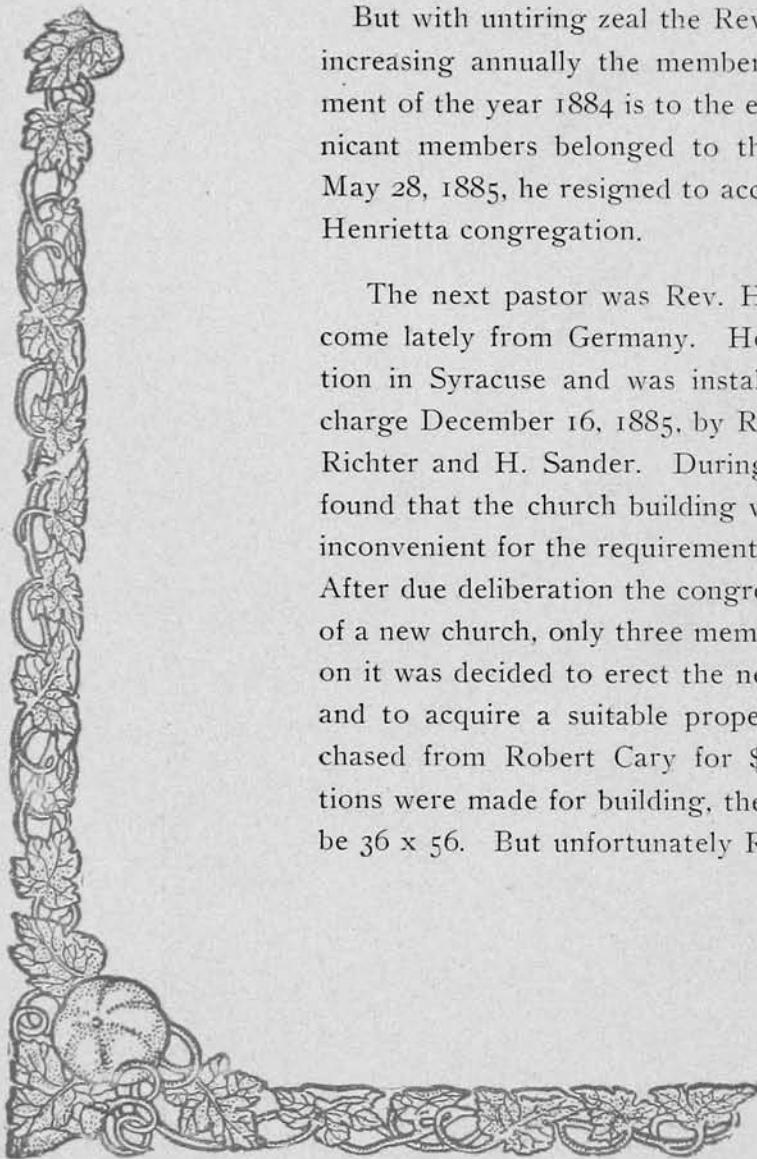 But with untiring zeal the Rev
increasing annually the member
ment of the year 1884 is to the e
nicant members belonged to th
May 28, 1885, he resigned to acc
Henrietta congregation.
The next pastor was Rev. H
come lately from Germany. He
tion in Syracuse and was instal
charge December 16, 1885, by R
Richter and H. Sander. During
found that the church building v
inconvenient for the requirement
After due deliberation the congre
of a new church, only three mem
on it was decided to erect the ne
and to acquire a suitable prope
chased from Robert Cary for $
tions were made for building, the
be 36 x 56. But unfortunately R